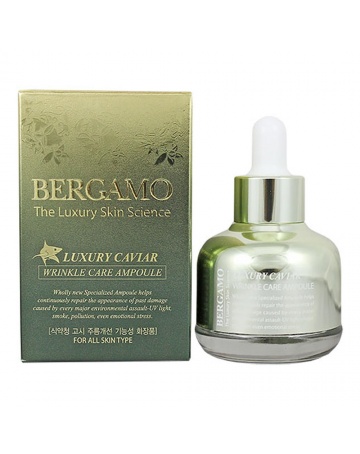 BERGAMO
The Luxury Skin Science
LUXURY CAVIAR
WRINKLE CARE AMPOULE
Wholly new Specialized Ampoule helps
continuously repair the appearance of past damage
caused by every major environmental assault-UV light,
smoke, pollution, even emotional stress.
[식약청 고시 주름개선 기능성 화장품]
FOR ALL SKIN TYPE
BERGAMO
LUXURY CAVIAR
WRINKLE CARE AMPOULE